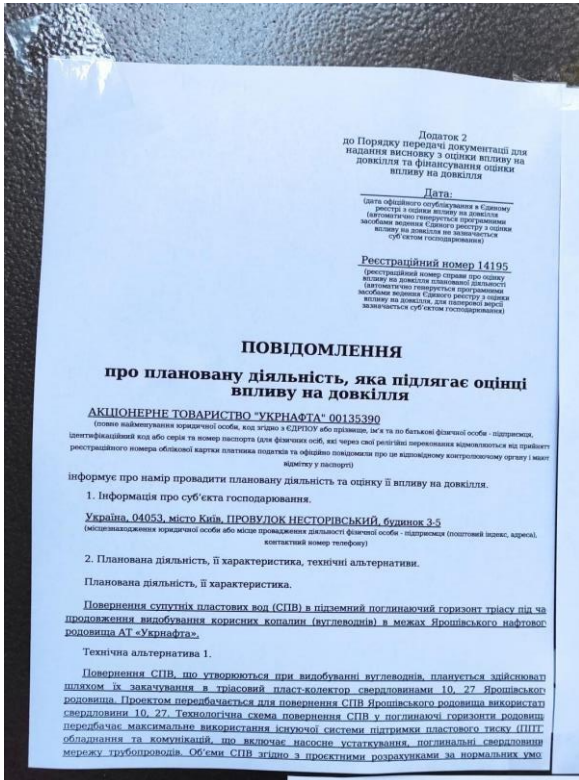 Додаток 2
до Порядку передачі документації для
надання висновку з оцінки впливу на
довкілля та фінансування оцінки
впливу на довкілля
Дата:
(дата офіційного опублікування в Єдиному
реєстрі з оцінки впливу на довкілля
(автоматично генерується програмними
засобами ведення Єдиного реєстру з оцінки
впливу на довкілля не зазначається
суб'єктом господарювання)
Реєстраційний номер 14195
(реєстраційний номер справи про оцінку
впливу на довкілля планованої діяльності
(автоматично генерується програмними
засобами ведення Єдиного реєстру з оцінки
впливу на довкілля, для паперової версії
зазначається суб'єктом господарювання)
ПОВІДОМЛЕННЯ
про плановану діяльність, яка підлягає оцінці
впливу на довкілля
АКЦІОНЕРНЕ ТОВАРИСТВО "УКРНАФТА" 00135390
(повне найменування юридичної особи, код згідно з ЄДРПОУ або прізвище, ім'я та по батькові фізичної особи - підприємця,
ідентифікаційний код або серія та номер паспорта (для фізичних осіб, які через свої релігійні переконання відмовляються від прийнятт
реєстраційного номера облікової картки платника податків та офіційно повідомили про це відповідному контролюючому органу і мают
відмітку у паспорті)
інформує про намір провадити плановану діяльність та оцінку її впливу на довкілля.
1. Інформація про суб'єкта господарювання.
Україна, 04053, місто Київ, ПРОВУЛОК НЕСТОРІВСЬКИЙ, будинок 3-5
(місцезнаходження юридичної особи або місце провадження діяльності фізичної особи - підприємця (поштовий індекс, адреса),
контактний номер телефону)
2. Планована діяльність, її характеристика, технічні альтернативи.
Планована діяльність, її характеристика.
Повернення супутніх пластових вод (СПВ) в підземний поглинаючий горизонт тріасу під ча
продовження видобування корисних копалин (вуглеводнів) в межах Ярошівського нафтовог
родовища АТ «Укрнафта».
Технічна альтернатива 1.
Повернення СПВ, що утворюються при видобуванні вуглеводнів, планується здійснюват
шляхом їх закачування в тріасовий пласт-колектор свердловинами 10, 27 Ярошівськог
родовища. Проектом передбачається для повернення СПВ Ярошівського родовища використат
свердловини 10, 27. Технологічна схема повернення СПВ у поглинаючі горизонти родовищ
передбачає максимальне використання існуючої системи підтримки пластового тиску (ППТ
обладнання та комунікацій, що включає насосне устаткування, поглинальні свердловини
мережу трубопроводів. Об'єми СПВ згідно з проєктними розрахунками за нормальних умо